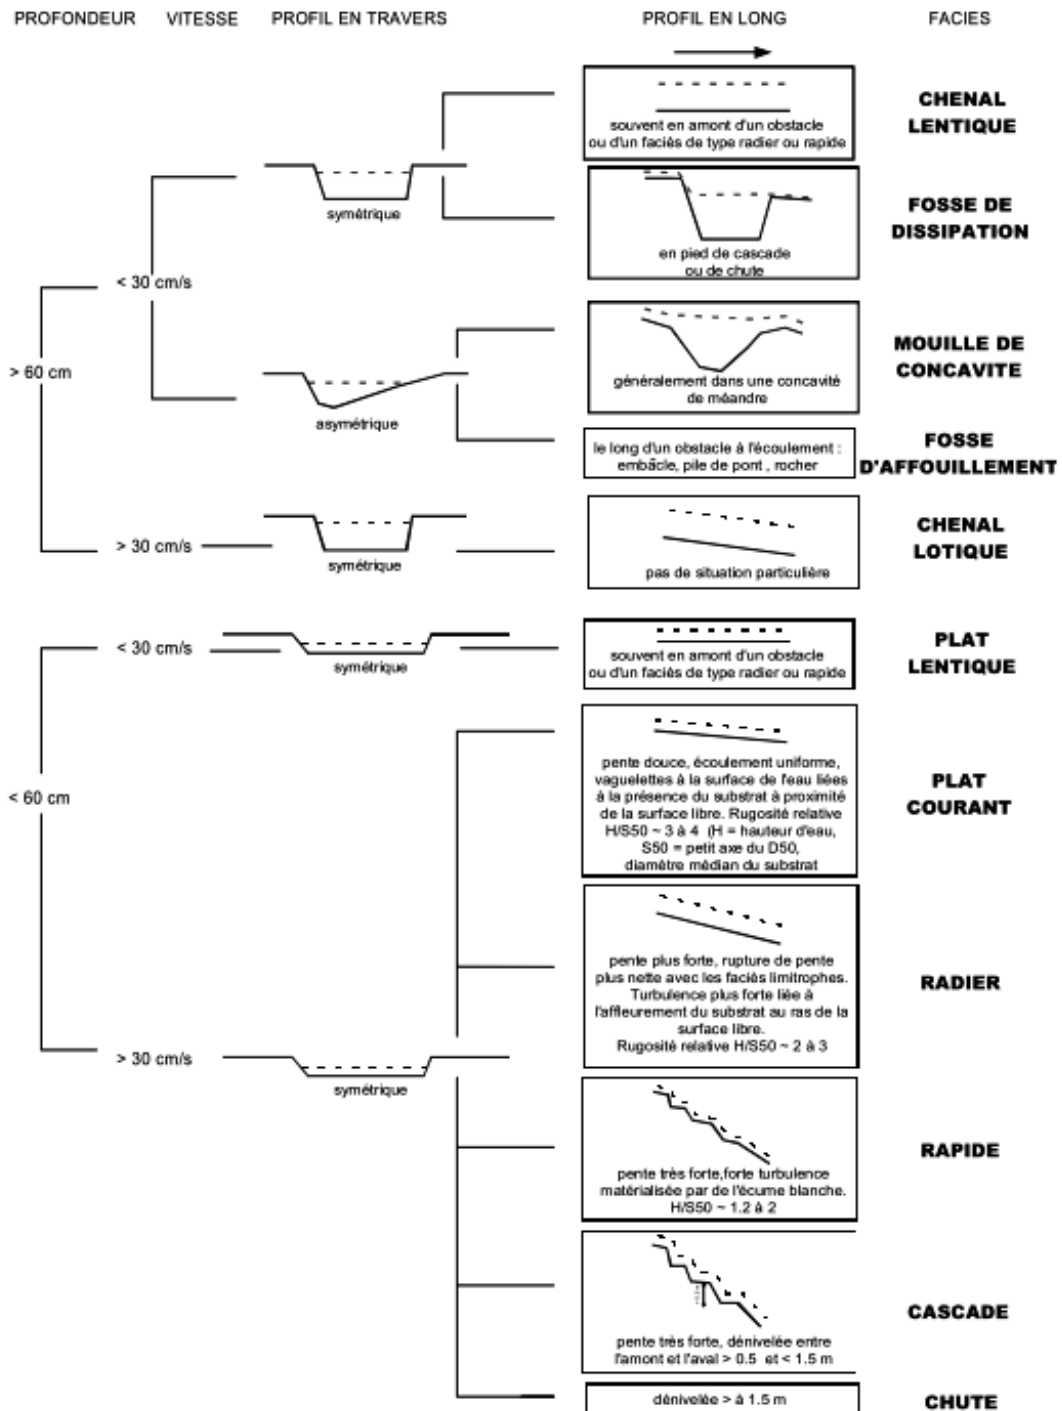 PROFONDEUR VITESSE PROFIL EN TRAVERS PROFIL EN LONG FACIES
souvent en amont d'un obstacle
ou d'un faciés de type radier ou rapide
CHENAL
LENTIQUE
symétrique
en pied de cascade
ou de chute
FOSSE DE
DISSIPATION
< 30 cm/s
> 60 cm
généralement dans une concavité
de méandre
MOUILLE DE
CONCAVITE
asymétrique
le long d'un obstacle à l'écoulement :
embâcle, pile de pont , rocher
FOSSE
D'AFFOUILLEMENT
> 30 cm/s
symétrique
pas de situation particulière
CHENAL
LOTIQUE
< 30 cm/s
symétrique
souvent en amont d'un obstacle
ou d'un faciés de type radier ou rapide
PLAT
LENTIQUE
< 60 cm
pente douce, écoulement uniforme,
vaguelettes à la surface de l'eau liées
à la présence du substrat à proximité
de la surface libre. Rugosité relative
H/S50 ~ 3 à 4 (H = hauteur d'eau,
S50 = petit axe du D50,
diamètre médian du substrat
PLAT
COURANT
pente plus forte, rupture de pente
plus nette avec les faciés limitrophes.
Turbulence plus forte liée à
l'affleurement du substrat au ras de la
surface libre.
Rugosité relative H/S50 ~ 2 à 3
RADIER
> 30 cm/s
symétrique
pente très forte,forte turbulence
matérialisée par de l'écume blanche.
H/S50 ~ 1.2 à 2
RAPIDE
pente très forte, dénivelée entre
l'amont et l'aval > 0.5 et < 1.5 m
CASCADE
dénivelée > à 1.5 m
CHUTE